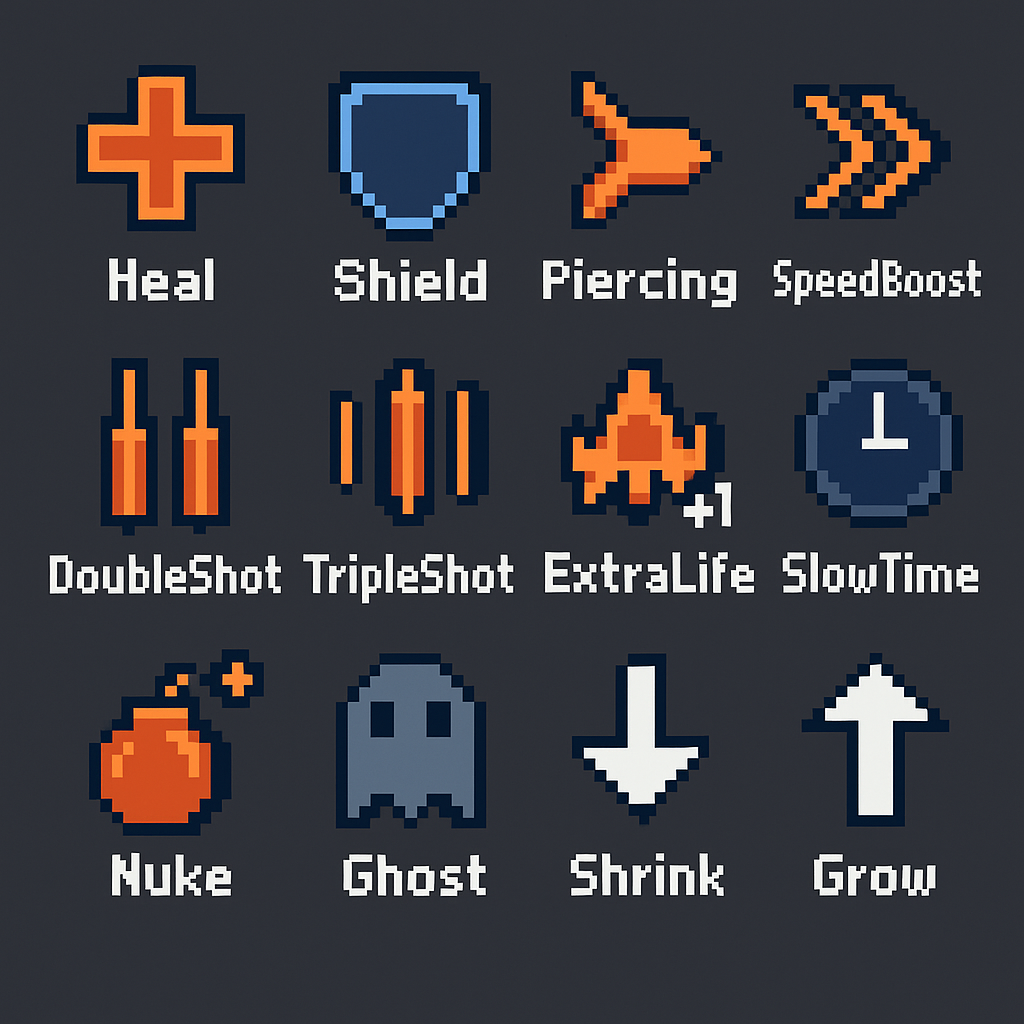 Heal Shield Piercing SpeedBoost
+1
DoubleShot TripleShot ExtraLife SlowTime
Nuke Ghost Shrink Grow